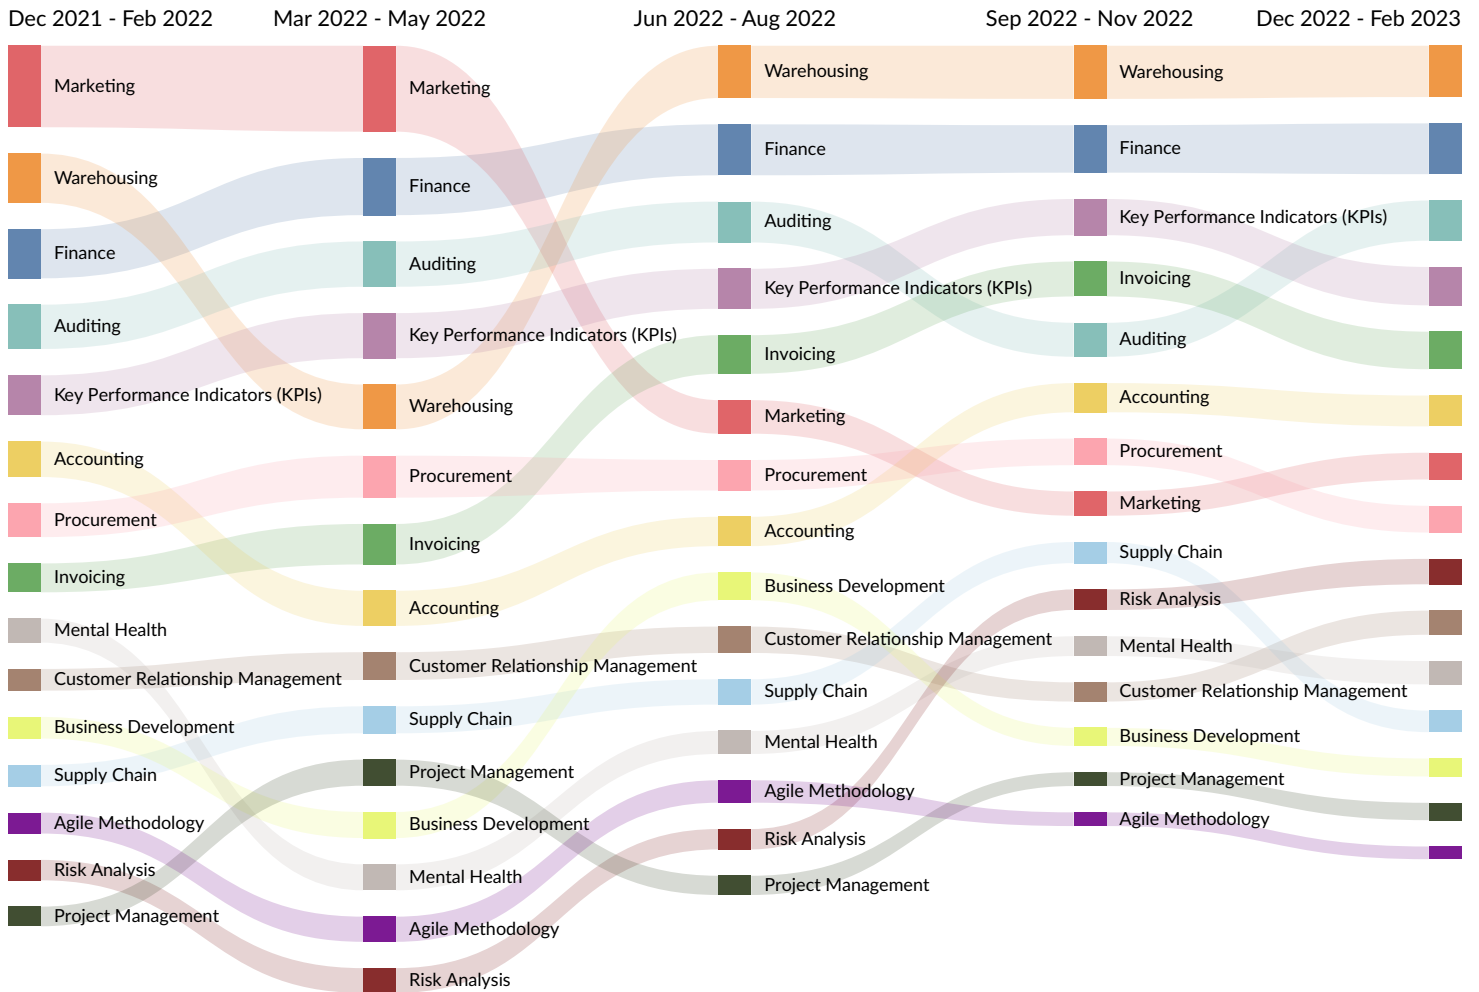 Dec 2021 - Feb 2022
Mar 2022 - May 2022
Jun 2022 - Aug 2022
Sep 2022 - Nov 2022
Dec 2022 - Feb 2023
Marketing
Warehousing
Finance
Auditing
Key Performance Indicators (KPIs)
Accounting
Procurement
Invoicing
Mental Health
Customer Relationship Management
Business Development
Supply Chain
Agile Methodology
Risk Analysis
Project Management
Marketing
Finance
Auditing
Key Performance Indicators (KPIs)
Warehousing
Procurement
Invoicing
Accounting
Customer Relationship Management
Supply Chain
Project Management
Business Development
Mental Health
Agile Methodology
Risk Analysis
Warehousing
Finance
Auditing
Key Performance Indicators (KPIs)
Invoicing
Marketing
Procurement
Accounting
Business Development
Customer Relationship Management
Supply Chain
Mental Health
Agile Methodology
Risk Analysis
Project Management
Warehousing
Finance
Key Performance Indicators (KPIs)
Invoicing
Auditing
Accounting
Procurement
Marketing
Supply Chain
Risk Analysis
Mental Health
Customer Relationship Management
Business Development
Project Management
Agile Methodology